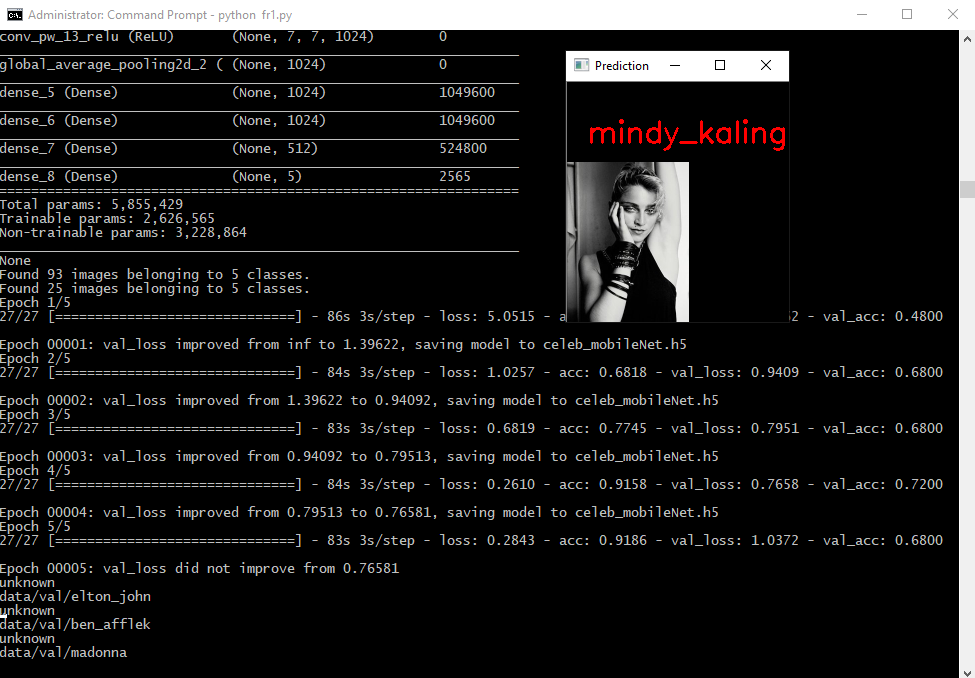 Administrator: Command Prompt - python fr1.py
conv_pw_13_relu (ReLU) (None, 7, 7, 1024) 0
global_average_pooling2d_2 ( (None, 1024) 0
dense_5 (Dense) (None, 1024) 1049600
dense_6 (Dense) (None, 1024) 1049600
dense_7 (Dense) (None, 512) 524800
dense_8 (Dense) (None, 5) 2565
=================================================================
Total params: 5,855,429
Trainable params: 2,626,565
Non-trainable params: 3,228,864
None
Found 93 images belonging to 5 classes.
Found 25 images belonging to 5 classes.
Epoch 1/5
27/27 [==============================] - 86s 3s/step - loss: 5.0515 - a 2 - val_acc: 0.4800
Epoch 00001: val_loss improved from inf to 1.39622, saving model to celeb_mobileNet.h5
Epoch 2/5
27/27 [==============================] - 84s 3s/step - loss: 1.0257 - acc: 0.6818 - val_loss: 0.9409 - val_acc: 0.6800
Epoch 00002: val_loss improved from 1.39622 to 0.94092, saving model to celeb_mobileNet.h5
Epoch 3/5
27/27 [==============================] - 83s 3s/step - loss: 0.6819 - acc: 0.7745 - val_loss: 0.7951 - val_acc: 0.6800
Epoch 00003: val_loss improved from 0.94092 to 0.79513, saving model to celeb_mobileNet.h5
Epoch 4/5
27/27 [==============================] - 84s 3s/step - loss: 0.2610 - acc: 0.9158 - val_loss: 0.7658 - val_acc: 0.7200
Epoch 00004: val_loss improved from 0.79513 to 0.76581, saving model to celeb_mobileNet.h5
Epoch 5/5
27/27 [==============================] - 83s 3s/step - loss: 0.2843 - acc: 0.9186 - val_loss: 1.0372 - val_acc: 0.6800
Epoch 00005: val_loss did not improve from 0.76581
unknown
data/val/elton_john
unknown
data/val/ben_afflek
unknown
data/val/madonna
Prediction
mindy_kaling